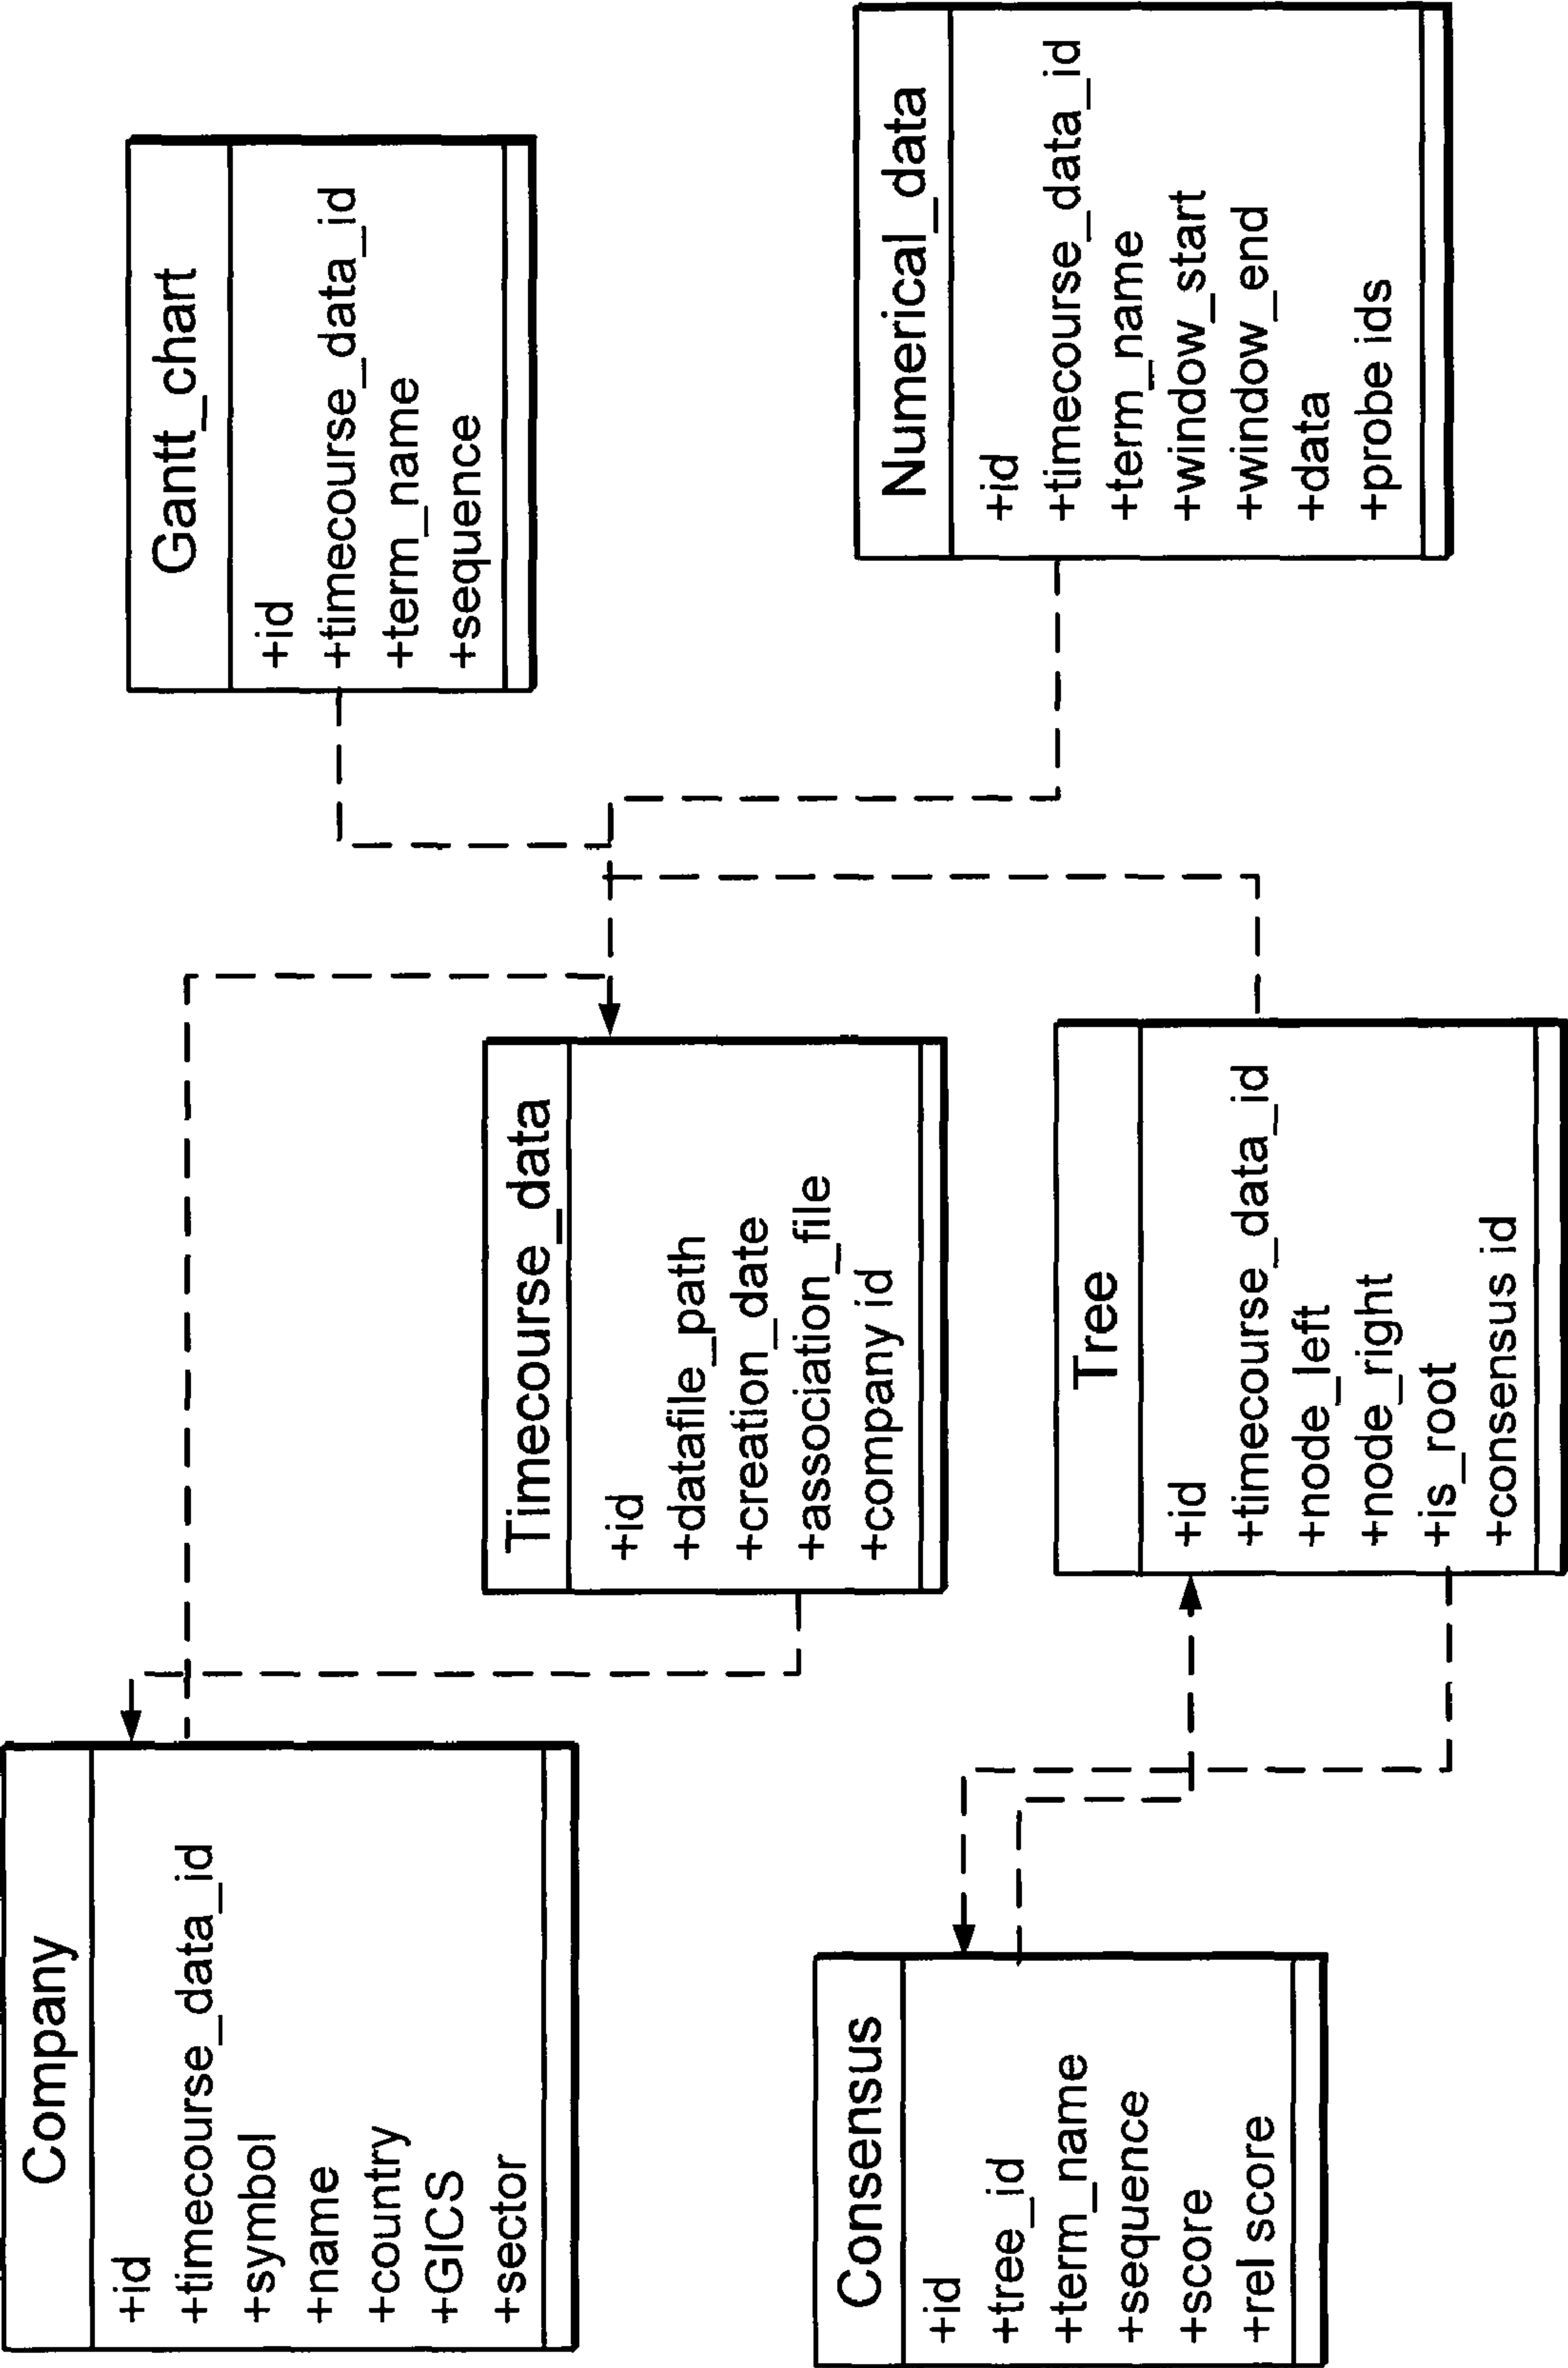 Company
+id
+timecourse_data_id
+symbol
+name
+country
+GICS
+sector
Timecourse_data
+id
+datafile_path
+creation_date
+association_file
+company id
Gantt_chart
+id
+timecourse_data_id
+term_name
+sequence
Consensus
+id
+tree_id
+term_name
+sequence
+score
+rel score
Tree
+id
+timecourse_data_id
+node_left
+node_right
+is_root
+consensus id
Numerical_data
+id
+timecourse_data_id
+term_name
+window_start
+window_end
+data
+probe ids